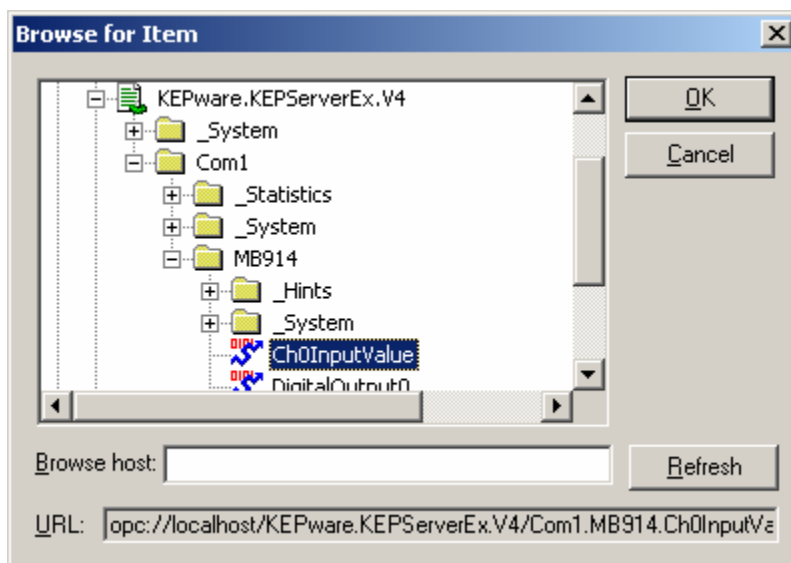 Browse for Item
KEPware.KEPServerEx.V4
OK
_System
Com1
Cancel
_Statistics
_System
MB914
_Hints
_System
Ch0InputValue
DigitalOutput0
Browse host:
Refresh
URL: opc://localhost/KEPware.KEPServerEx.V4/Com1.MB914.Ch0InputVa